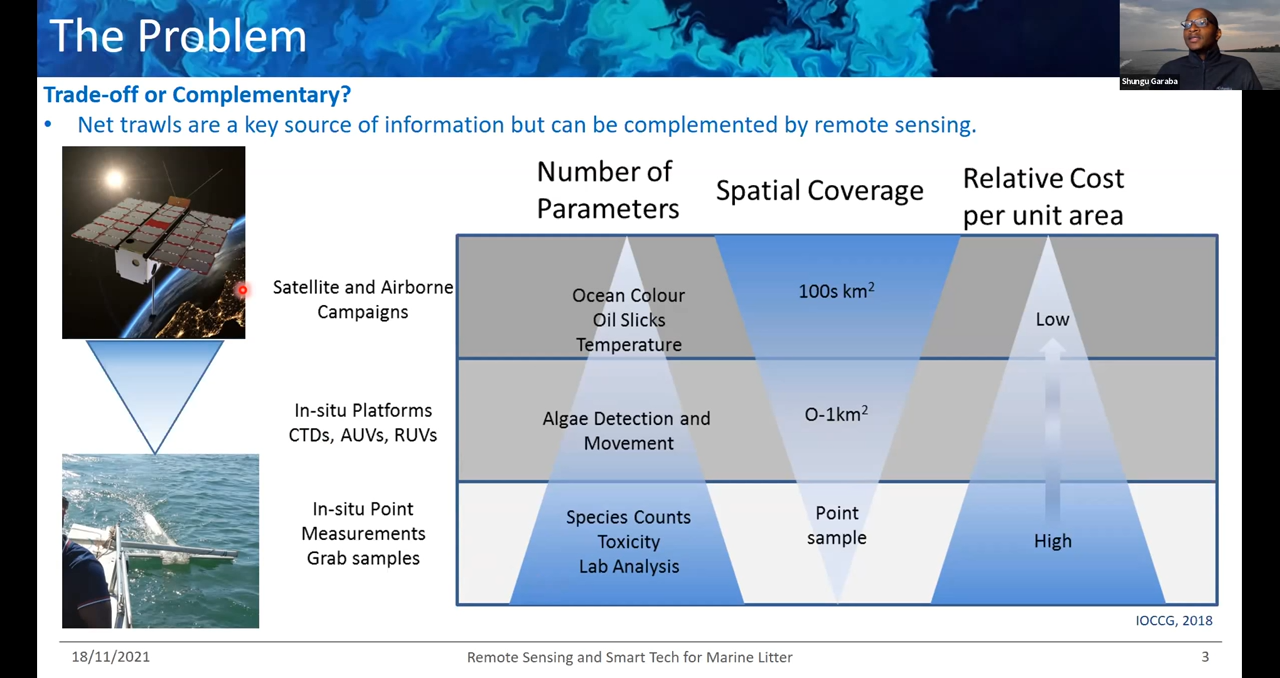 The Problem
Shungu Garaba
Trade-off or Complementary?
• Net trawls are a key source of information but can be complemented by remote sensing.
Number of
Parameters
Spatial Coverage
Relative Cost
per unit area
Satellite and Airborne
Campaigns
Ocean Colour
Oil Slicks
Temperature
100s km²
Low
In-situ Platforms
CTDs, AUVs, RUVs
Algae Detection and
Movement
O-1km²
In-situ Point
Measurements
Grab samples
Species Counts
Toxicity
Lab Analysis
Point
sample
High
IOCCG, 2018
18/11/2021
Remote Sensing and Smart Tech for Marine Litter
3